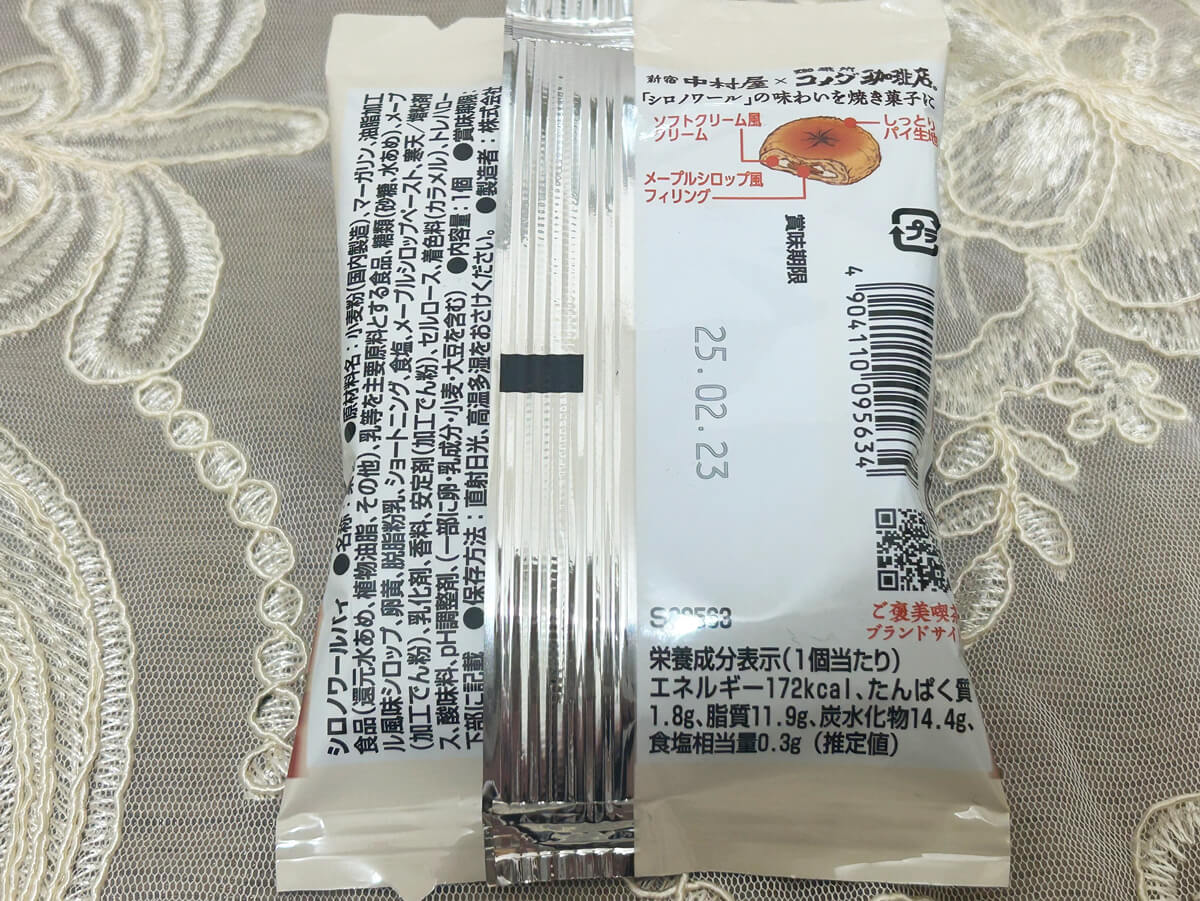 シロノワールパイ ●名称:
●原材料名:小麦粉(国内製造)、マーガリン、油脂加工
食品(還元水あめ、植物油脂、その他)、乳等を主要原料とする食品、糖類(砂糖、水あめ)、メープ
ル風味シロップ、卵黄、脱脂粉乳、ショートニング、食塩、メープルシロップペースト、寒天/増粘剤
(加工でん粉)、乳化剤、香料、安定剤(加工でん粉)、セルロース、着色料(カラメル)、トレハロー
ス、酸味料、pH調整剤、(一部に卵・乳成分・小麦・大豆を含む) ●内容量:1個 ●賞味期限:
下部に記載 ●保存方法:直射日光、高温多湿をおさけください。 ●製造者:株式会社
新宿 中村屋×珈琲所 コメダ珈琲店®
「シロノワール」の味わいを焼き菓子に
ソフトクリーム風
クリーム
しっとり
パイ生地
メープルシロップ風
フィリング
プラ
賞味期限
25.02.23
4 904110 095634
ご褒美喫茶
ブランドサイ
栄養成分表示(1個当たり)
エネルギー172kcal、たんぱく質
1.8g、脂質11.9g、炭水化物14.4g、
食塩相当量0.3g (推定値)